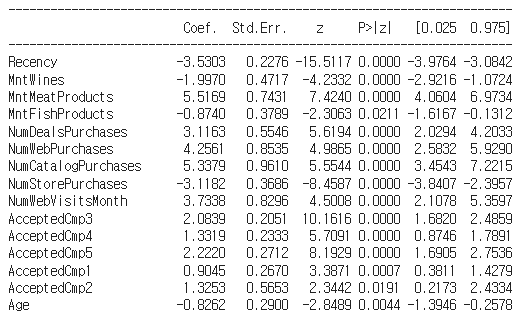 Coef. Std.Err. z P>|z| [0.025 0.975]
Recency -3.5303 0.2276 -15.5117 0.0000 -3.9764 -3.0842
MntWines -1.9970 0.4717 -4.2332 0.0000 -2.9216 -1.0724
MntMeatProducts 5.5169 0.7431 7.4240 0.0000 4.0604 6.9734
MntFishProducts -0.8740 0.3789 -2.3063 0.0211 -1.6167 -0.1312
NumDealsPurchases 3.1163 0.5546 5.6194 0.0000 2.0294 4.2033
NumWebPurchases 4.2561 0.8535 4.9865 0.0000 2.5832 5.9290
NumCatalogPurchases 5.3379 0.9610 5.5544 0.0000 3.4543 7.2215
NumStorePurchases -3.1182 0.3686 -8.4587 0.0000 -3.8407 -2.3957
NumWebVisitsMonth 3.7338 0.8296 4.5008 0.0000 2.1078 5.3597
AcceptedCmp3 2.0839 0.2051 10.1616 0.0000 1.6820 2.4859
AcceptedCmp4 1.3319 0.2333 5.7091 0.0000 0.8746 1.7891
AcceptedCmp5 2.2220 0.2712 8.1929 0.0000 1.6905 2.7536
AcceptedCmp1 0.9045 0.2670 3.3871 0.0007 0.3811 1.4279
AcceptedCmp2 1.3253 0.5653 2.3442 0.0191 0.2173 2.4334
Age -0.8262 0.2900 -2.8489 0.0044 -1.3946 -0.2578